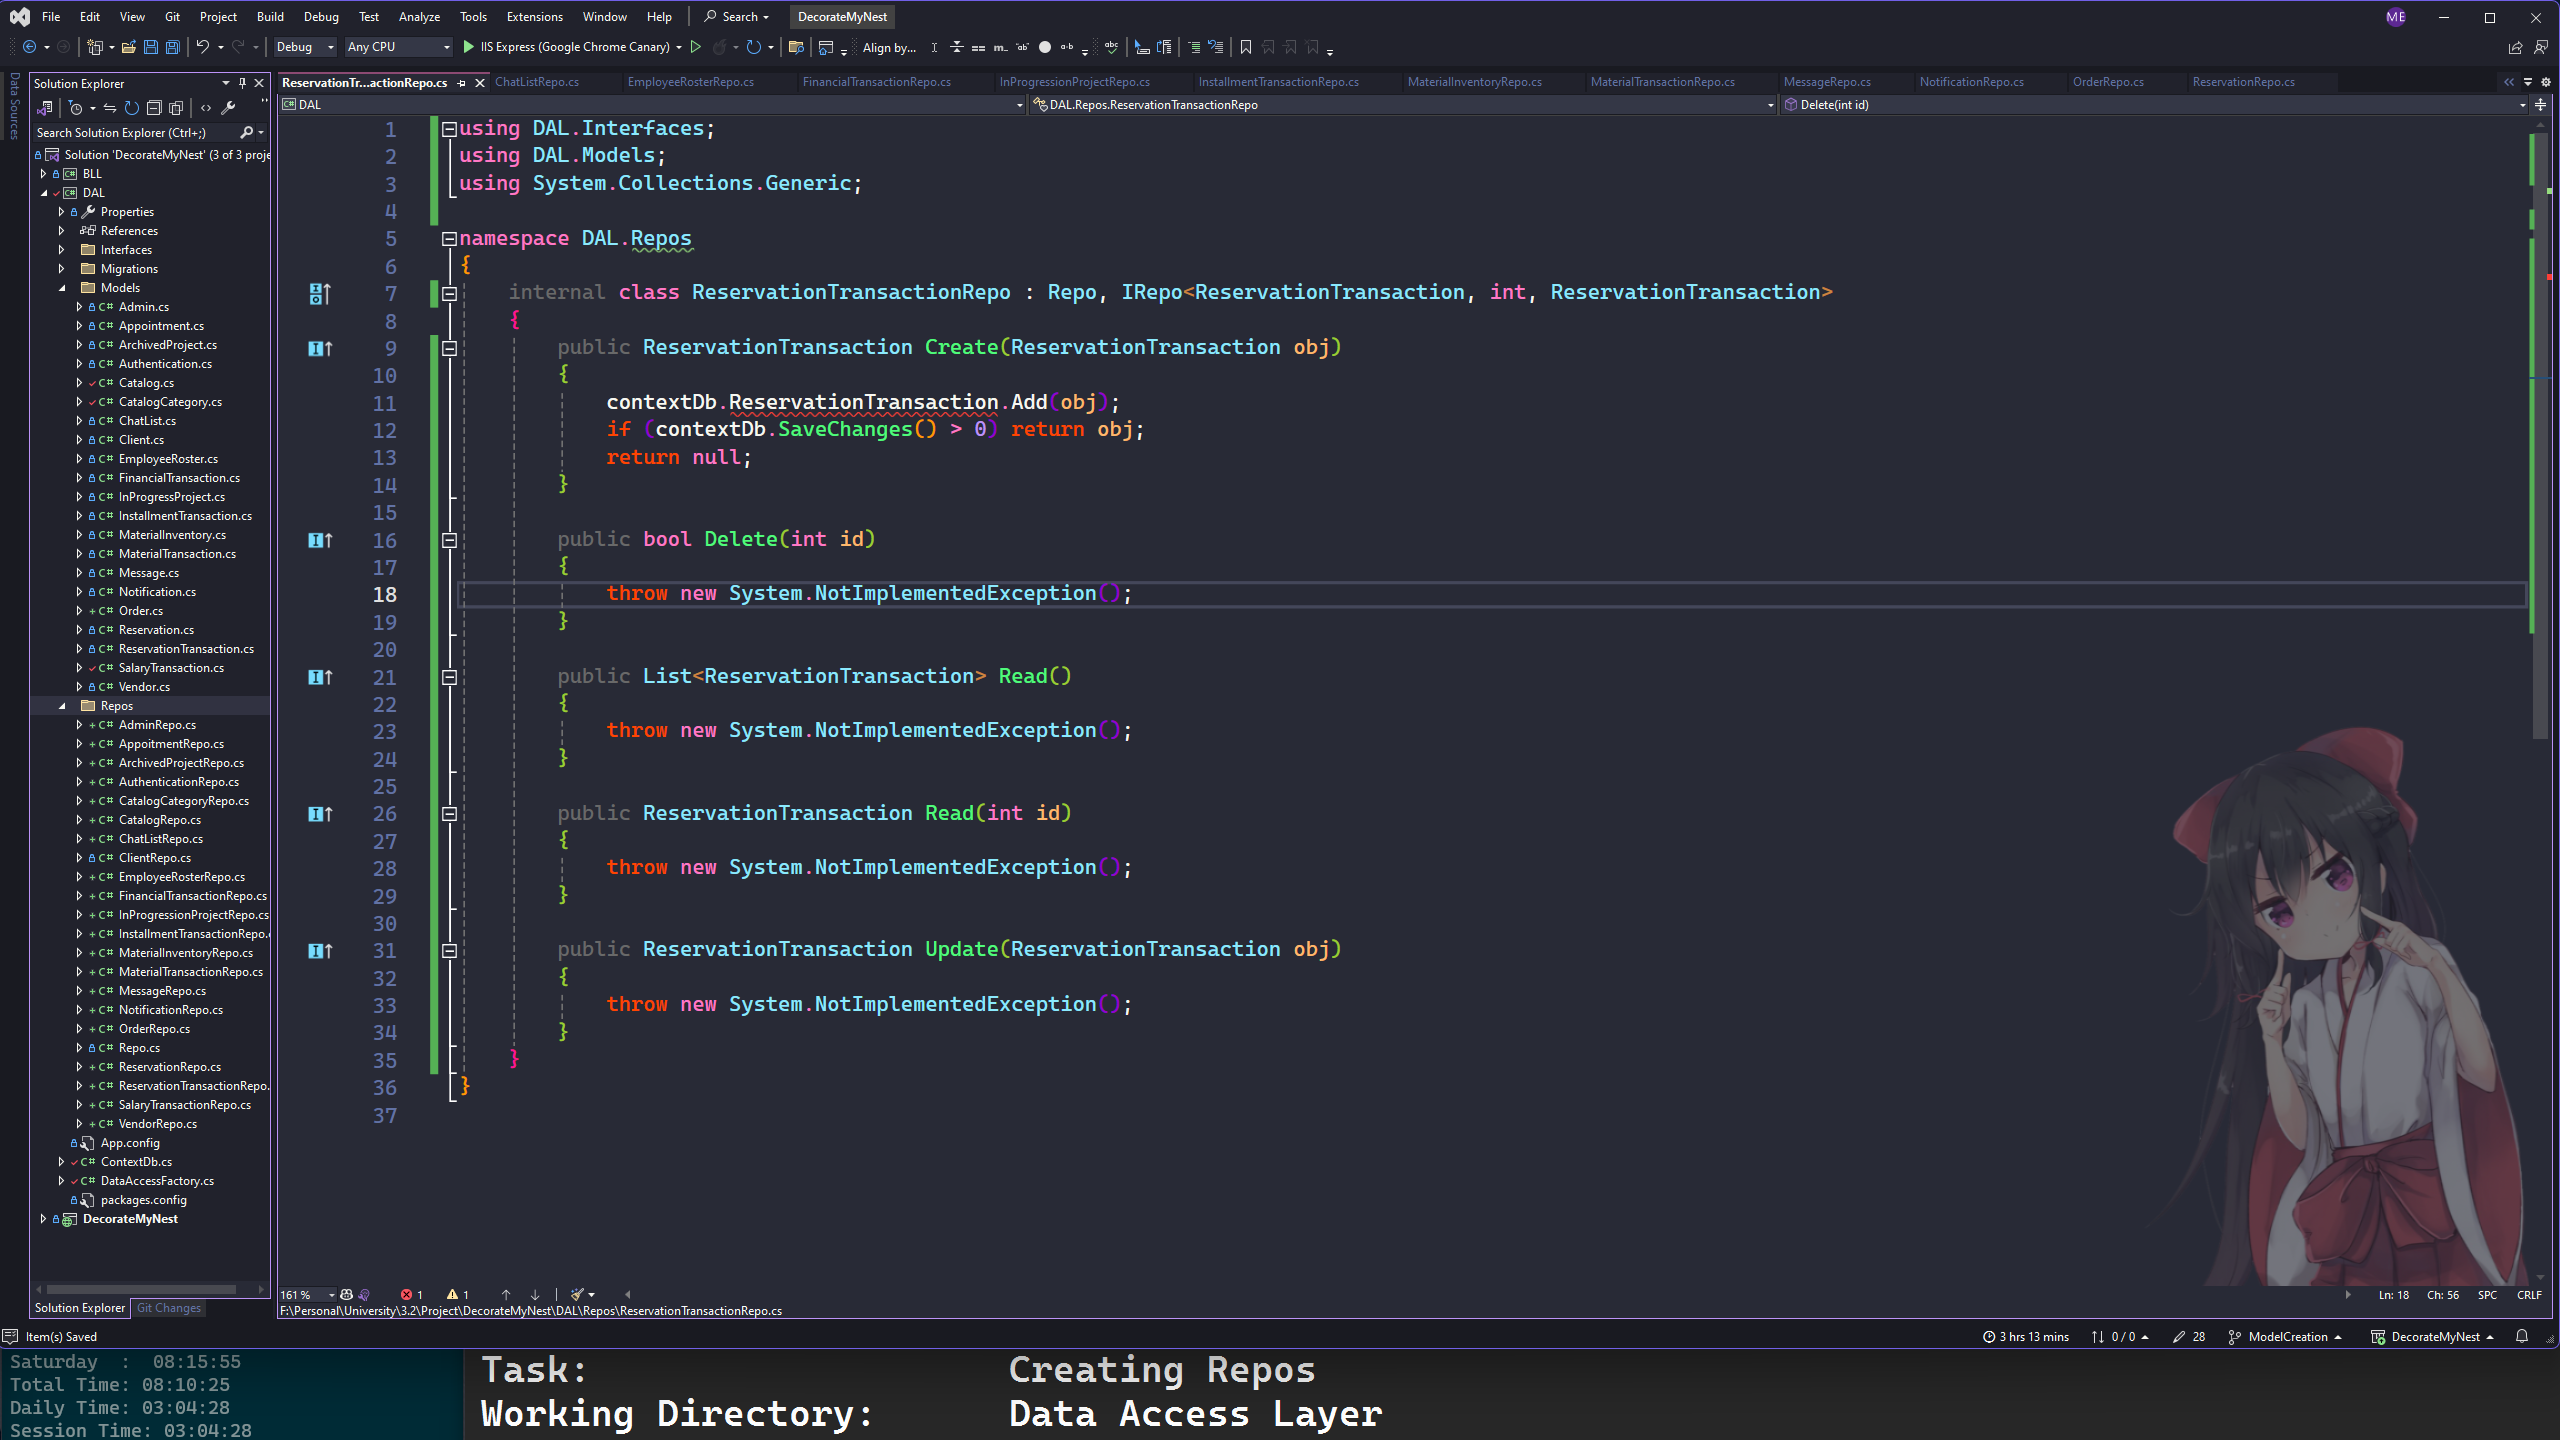 File Edit View Git Project Build Debug Test Analyze Tools Extensions Window Help Search DecorateMyNest ME
Debug Any CPU IIS Express (Google Chrome Canary) Align by...
Data Sources
Solution Explorer
Search Solution Explorer (Ctrl+;)
Solution 'DecorateMyNest' (3 of 3 proje
BLL
DAL
Properties
References
Interfaces
Migrations
Models
Admin.cs
Appointment.cs
ArchivedProject.cs
Authentication.cs
Catalog.cs
CatalogCategory.cs
ChatList.cs
Client.cs
EmployeeRoster.cs
FinancialTransaction.cs
InProgressProject.cs
InstallmentTransaction.cs
MaterialInventory.cs
MaterialTransaction.cs
Message.cs
Notification.cs
Order.cs
Reservation.cs
ReservationTransaction.cs
SalaryTransaction.cs
Vendor.cs
Repos
AdminRepo.cs
AppoitmentRepo.cs
ArchivedProjectRepo.cs
AuthenticationRepo.cs
CatalogCategoryRepo.cs
CatalogRepo.cs
ChatListRepo.cs
ClientRepo.cs
EmployeeRosterRepo.cs
FinancialTransactionRepo.cs
InProgressionProjectRepo.cs
InstallmentTransactionRepo.
MaterialInventoryRepo.cs
MaterialTransactionRepo.cs
MessageRepo.cs
NotificationRepo.cs
OrderRepo.cs
Repo.cs
ReservationRepo.cs
ReservationTransactionRepo.
SalaryTransactionRepo.cs
VendorRepo.cs
App.config
ContextDb.cs
DataAccessFactory.cs
packages.config
DecorateMyNest
Solution Explorer Git Changes
ReservationTr...actionRepo.cs ChatListRepo.cs EmployeeRosterRepo.cs FinancialTransactionRepo.cs InProgressionProjectRepo.cs InstallmentTransactionRepo.cs MaterialInventoryRepo.cs MaterialTransactionRepo.cs MessageRepo.cs NotificationRepo.cs OrderRepo.cs ReservationRepo.cs
DAL DAL.Repos.ReservationTransactionRepo Delete(int id)
1 using DAL.Interfaces;
2 using DAL.Models;
3 using System.Collections.Generic;
4
5 namespace DAL.Repos
6 {
7 internal class ReservationTransactionRepo : Repo, IRepo<ReservationTransaction, int, ReservationTransaction>
8 {
9 public ReservationTransaction Create(ReservationTransaction obj)
10 {
11 contextDb.ReservationTransaction.Add(obj);
12 if (contextDb.SaveChanges() > 0) return obj;
13 return null;
14 }
15
16 public bool Delete(int id)
17 {
18 throw new System.NotImplementedException();
19 }
20
21 public List<ReservationTransaction> Read()
22 {
23 throw new System.NotImplementedException();
24 }
25
26 public ReservationTransaction Read(int id)
27 {
28 throw new System.NotImplementedException();
29 }
30
31 public ReservationTransaction Update(ReservationTransaction obj)
32 {
33 throw new System.NotImplementedException();
34 }
35 }
36 }
37
161 % 1 1 Ln: 18 Ch: 56 SPC CRLF
F:\Personal\University\3.2\Project\DecorateMyNest\DAL\Repos\ReservationTransactionRepo.cs
Item(s) Saved 3 hrs 13 mins 0 / 0 28 ModelCreation DecorateMyNest
Saturday : 08:15:55
Total Time: 08:10:25
Daily Time: 03:04:28
Session Time: 03:04:28
Task: Creating Repos
Working Directory: Data Access Layer